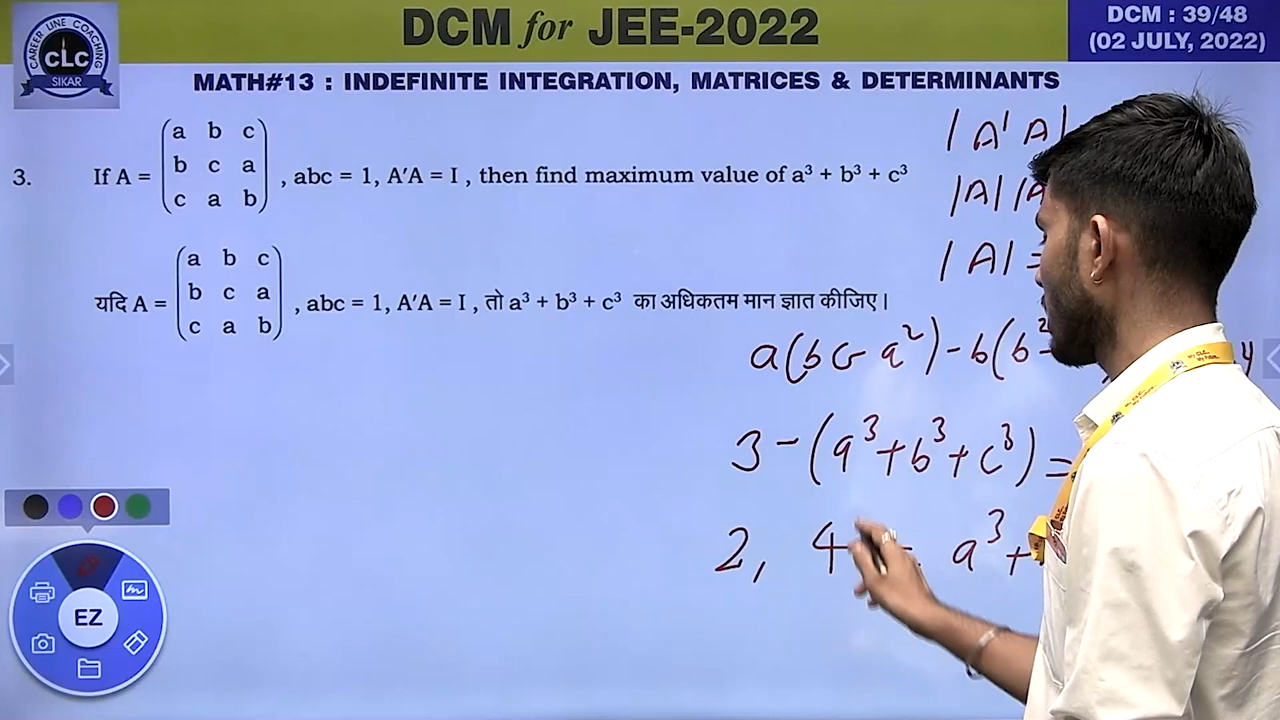 DCM for JEE-2022
DCM : 39/48
(02 JULY, 2022)
CAREER LINE COACHING
CLC
SIKAR
MATH#13 : INDEFINITE INTEGRATION, MATRICES & DETERMINANTS
3. If A = (a b c
b c a
c a b) , abc = 1, A′A = I , then find maximum value of a³ + b³ + c³
यदि A = (a b c
b c a
c a b) , abc = 1, A′A = I , तो a³ + b³ + c³ का अधिकतम मान ज्ञात कीजिए।
|A' A|
|A| |A
|A| =
a(bc-a²)-b(b²-
3-(a³+b³+c³)=
2, 4 = a³+
EZ